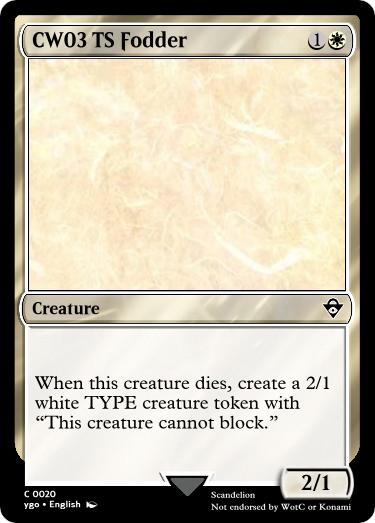 CW03 TS Fodder 1
Creature
When this creature dies, create a 2/1
white TYPE creature token with
“This creature cannot block.”
2/1
C 0020
ygo • English
Scandelion
Not endorsed by WotC or Konami